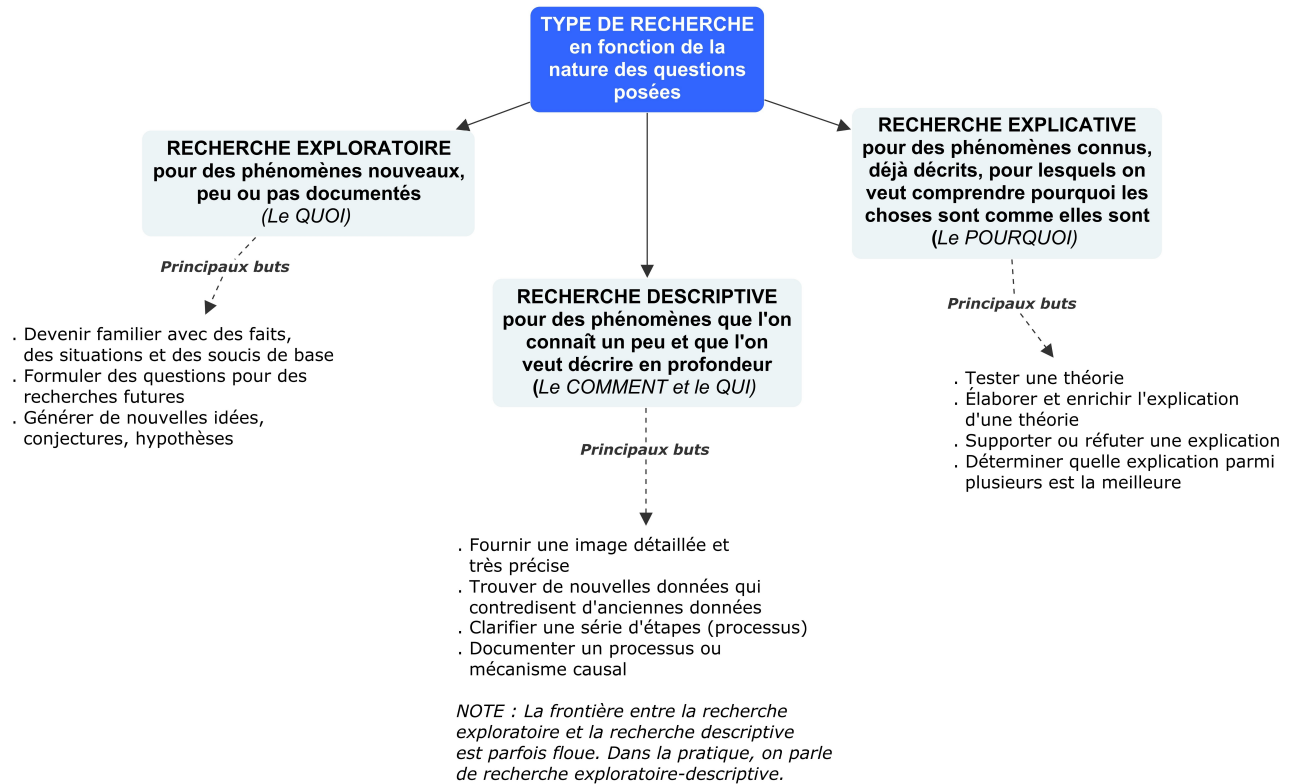 TYPE DE RECHERCHE
en fonction de la
nature des questions
posées
RECHERCHE EXPLORATOIRE
pour des phénomènes nouveaux,
peu ou pas documentés
(Le QUOI)
Principaux buts
. Devenir familier avec des faits,
des situations et des soucis de base
. Formuler des questions pour des
recherches futures
. Générer de nouvelles idées,
conjectures, hypothèses
RECHERCHE DESCRIPTIVE
pour des phénomènes que l'on
connaît un peu et que l'on
veut décrire en profondeur
(Le COMMENT et le QUI)
Principaux buts
. Fournir une image détaillée et
très précise
. Trouver de nouvelles données qui
contredisent d'anciennes données
. Clarifier une série d'étapes (processus)
. Documenter un processus ou
mécanisme causal
NOTE : La frontière entre la recherche
exploratoire et la recherche descriptive
est parfois floue. Dans la pratique, on parle
de recherche exploratoire-descriptive.
RECHERCHE EXPLICATIVE
pour des phénomènes connus,
déjà décrits, pour lesquels on
veut comprendre pourquoi les
choses sont comme elles sont
(Le POURQUOI)
Principaux buts
. Tester une théorie
. Élaborer et enrichir l'explication
d'une théorie
. Supporter ou réfuter une explication
. Déterminer quelle explication parmi
plusieurs est la meilleure